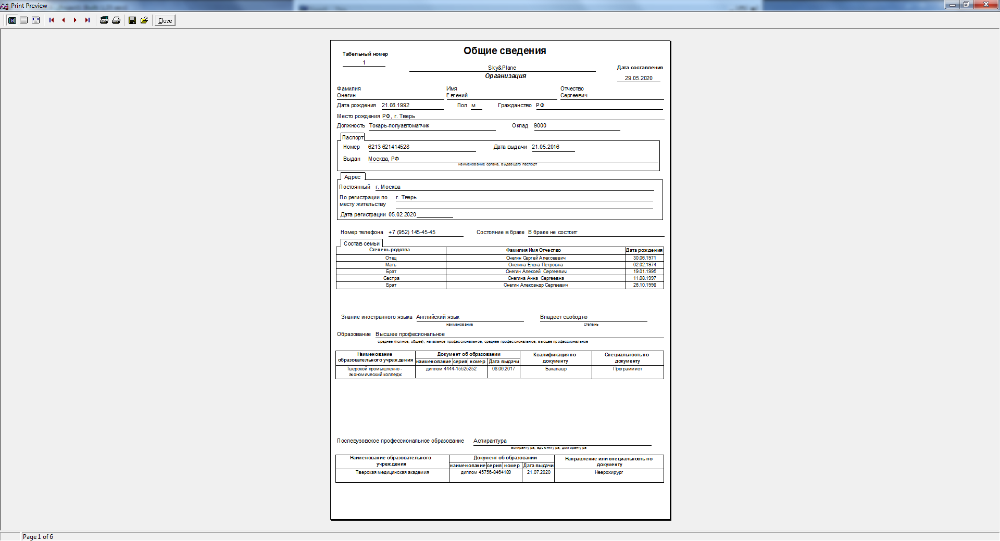 Print Preview
Close
Общие сведения
Табельный номер
1
Sky&Plane
Организация
Дата составления
29.05.2020
Фамилия Имя Отчество
Онегин Евгений Сергеевич
Дата рождения 21.08.1992 Пол м Гражданство РФ
Место рождения РФ, г. Тверь
Должность Токарь-полуавтоматчик Оклад 9000
Паспорт
Номер 6213 621414528 Дата выдачи 21.05.2016
Выдан Москва, РФ
наименование органа, выдавшего паспорт
Адрес
Постоянный г. Москва
По регистрации по г. Тверь
месту жительству
Дата регистрации 05.02.2020
Номер телефона +7 (952) 145-45-45 Состояние в браке В браке не состоит
Состав семьи
Степень родства Фамилия Имя Отчество Дата рождения
Отец Онегин Сергей Алексеевич 30.06.1971
Мать Онегина Елена Петровна 02.02.1974
Брат Онегин Алексей Сергеевич 19.01.1995
Сестра Онегина Анна Сергеевна 11.08.1997
Брат Онегин Александр Сергеевич 26.10.1998
Знание иностранного языка Английский язык Владеет свободно
наименование степень
Образование Высшее професиональное
среднее (полное, общее), начальное профессиональное, среднее профессиональное, высшее профессиональное
Наименование Документ об образовании Квалификация по Специальность по
образовательного учреждения наименование серия номер Дата выдачи документу документу
Тверской промышленно - диплом 4444-15525252 08.06.2017 Бакалавр Программист
экономический колледж
Послевузовское профессиональное образование Аспирантура
аспирантура, адъюнктура, докторантура
Наименование образовательного Документ об образовании Направление или специальность по
учреждения наименование серия номер Дата выдачи документу
Тверская медицинская академия диплом 45756-8464189 21.07.2020 Неерохирург
Page 1 of 6